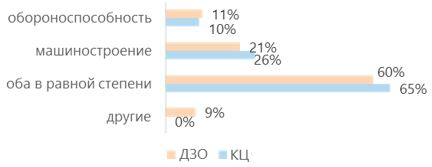 обороноспособность 11%
10%
машиностроение 21%
26%
оба в равной степени 60%
65%
другие 9%
0%
ДЗО КЦ